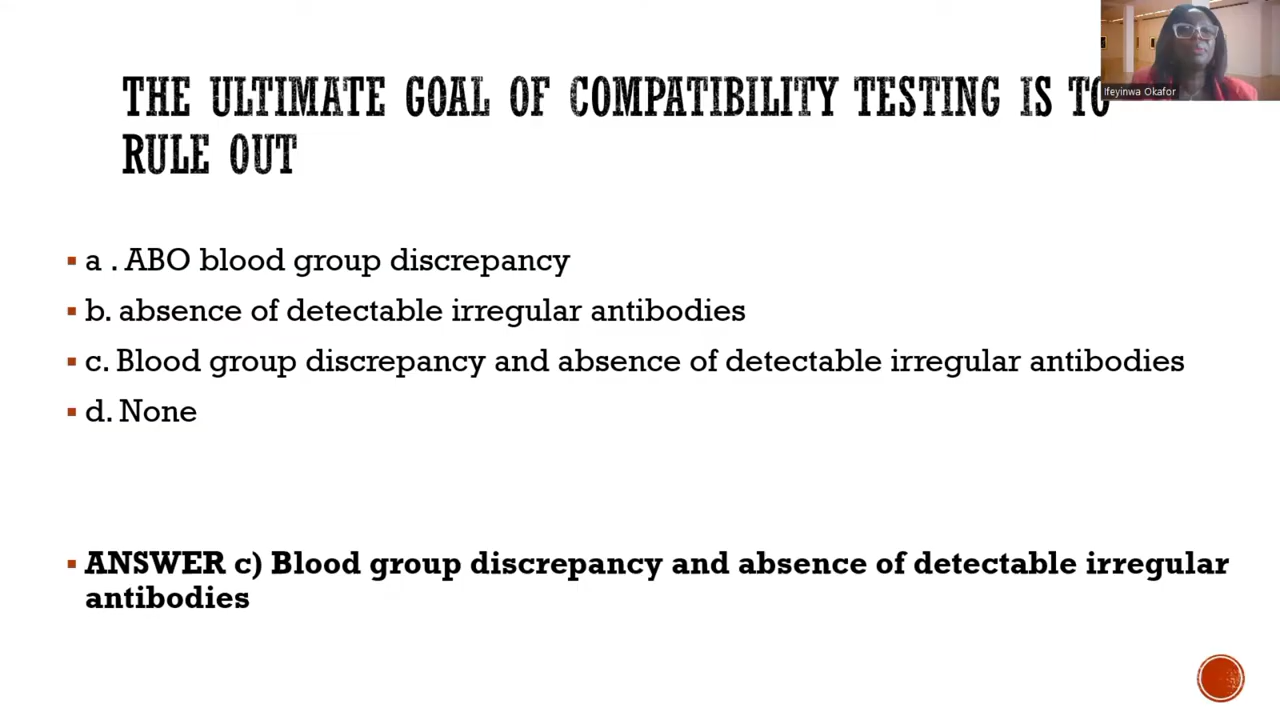 THE ULTIMATE GOAL OF COMPATIBILITY TESTING IS TO
RULE OUT
Ifeyinwa Okafor
a . ABO blood group discrepancy
b. absence of detectable irregular antibodies
c. Blood group discrepancy and absence of detectable irregular antibodies
d. None
ANSWER c) Blood group discrepancy and absence of detectable irregular
antibodies